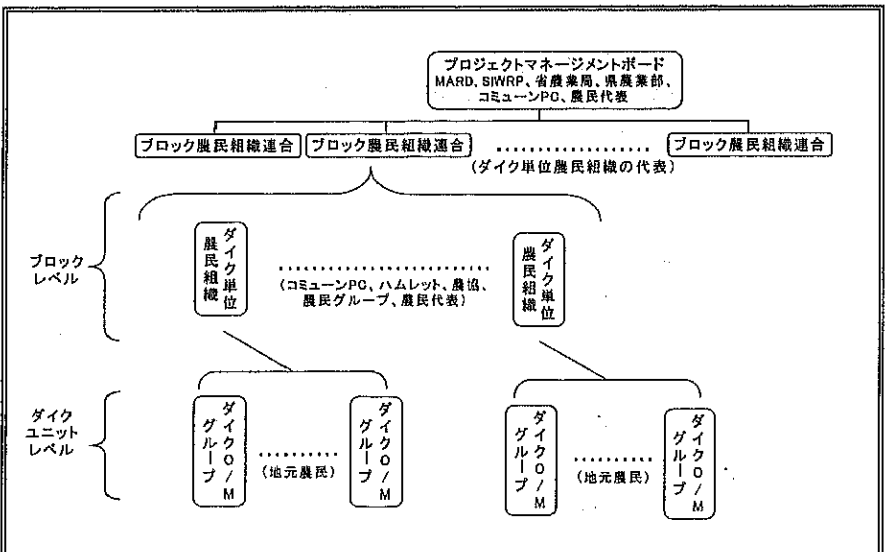 プロジェクトマネージメントボード
MARD、SIWRP、省農業局、県農業部、
コミューンPC、農民代表
ブロック農民組織連合
ブロック農民組織連合
ブロック農民組織連合
(ダイク単位農民組織の代表)
ブロック
レベル
ダイク単位
農民組織
(コミューンPC、ハムレット、農協、
農民グループ、農民代表)
ダイク単位
農民組織
ダイク
ユニット
レベル
ダイクO/M
グループ
(地元農民)
ダイクO/M
グループ
ダイクO/M
グループ
(地元農民)
ダイクO/M
グループ